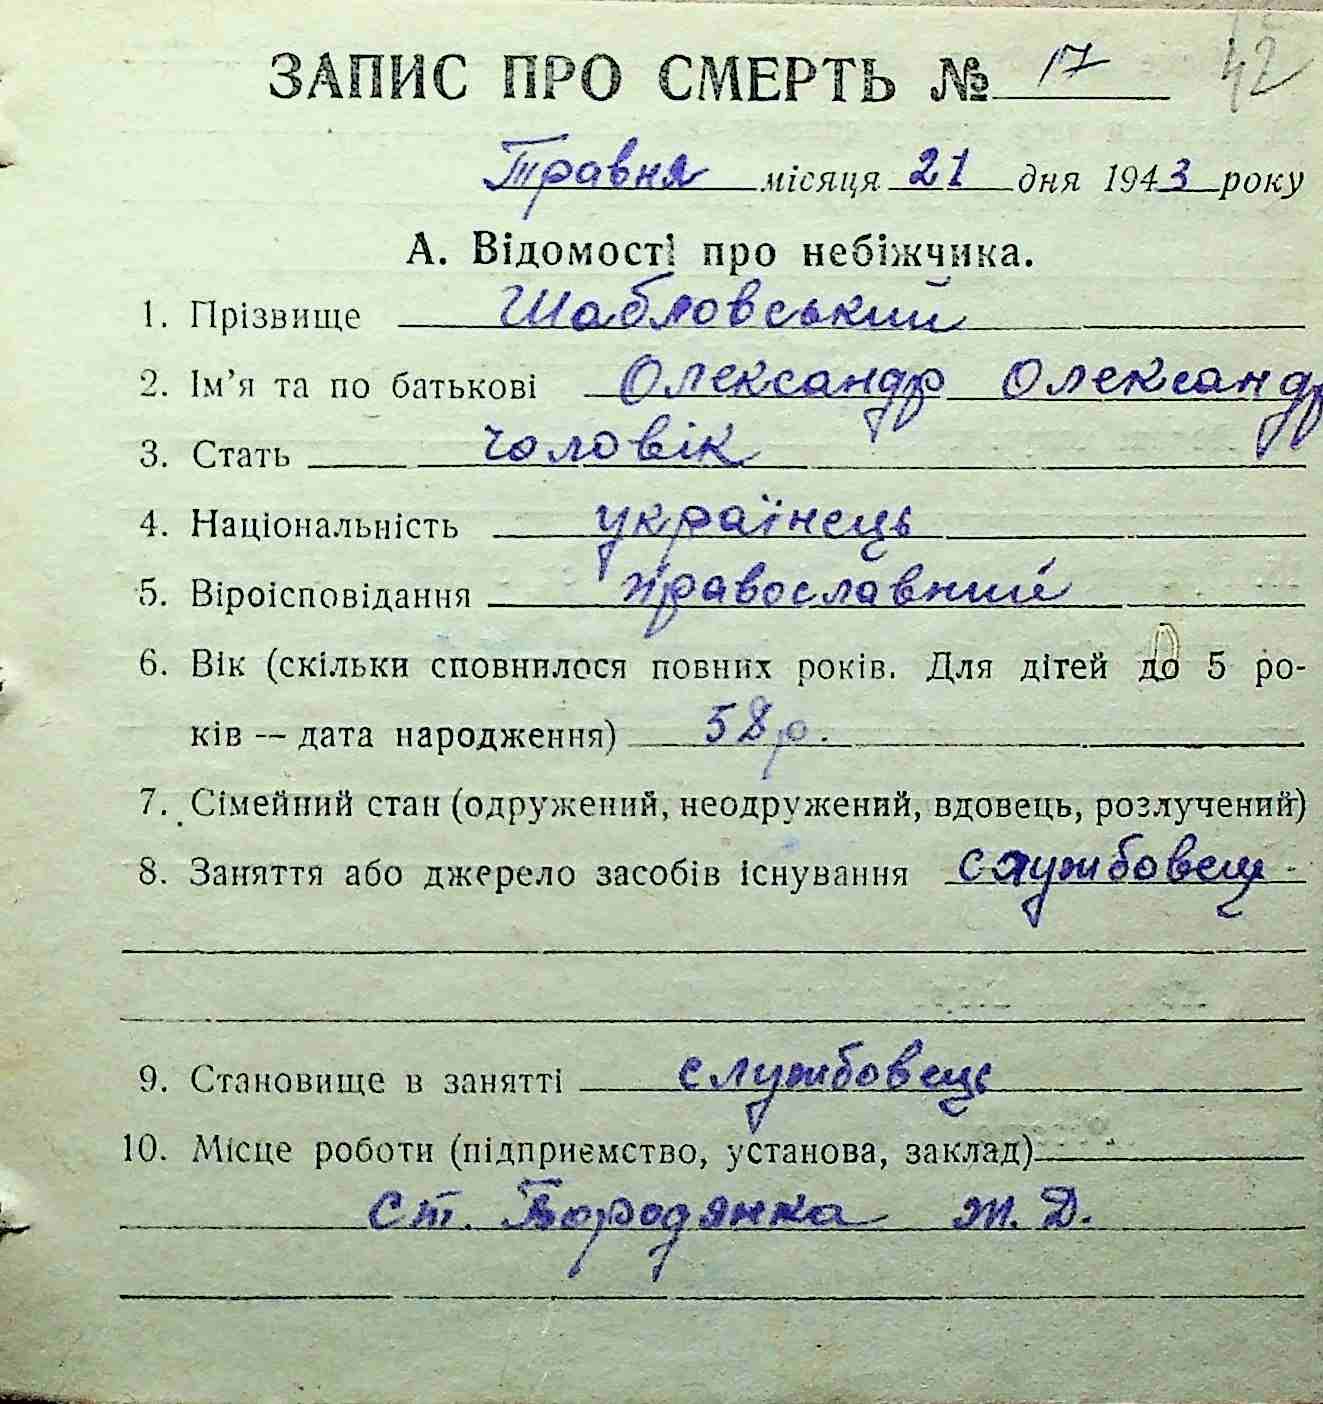 42
ЗАПИС ПРО СМЕРТЬ № 17
Травня місяця 21 дня 1943 року
А. Відомості про небіжчика.
1. Прізвище Шабловський
2. Ім'я та по батькові Олександр Олександр
3. Стать чоловік
4. Національність українець
5. Віроісповідання православний
6. Вік (скільки сповнилося повних років. Для дітей до 5 ро-
ків — дата народження) 58 р.
7. Сімейний стан (одружений, неодружений, вдовець, розлучений)
8. Заняття або джерело засобів існування службовец
9. Становище в занятті службовець
10. Місце роботи (підприємство, установа, заклад)
ст. Бородянка Ж. Д.